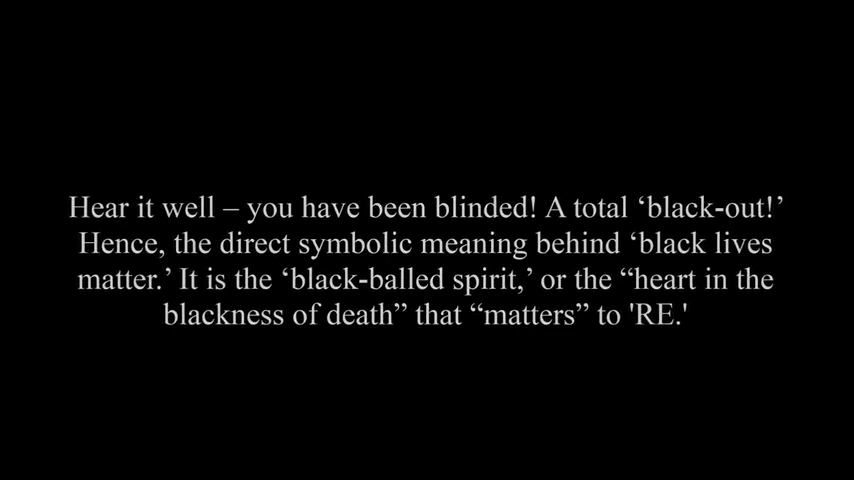 Hear it well – you have been blinded! A total ‘black-out!’
Hence, the direct symbolic meaning behind ‘black lives
matter.’ It is the ‘black-balled spirit,’ or the “heart in the
blackness of death” that “matters” to 'RE.'